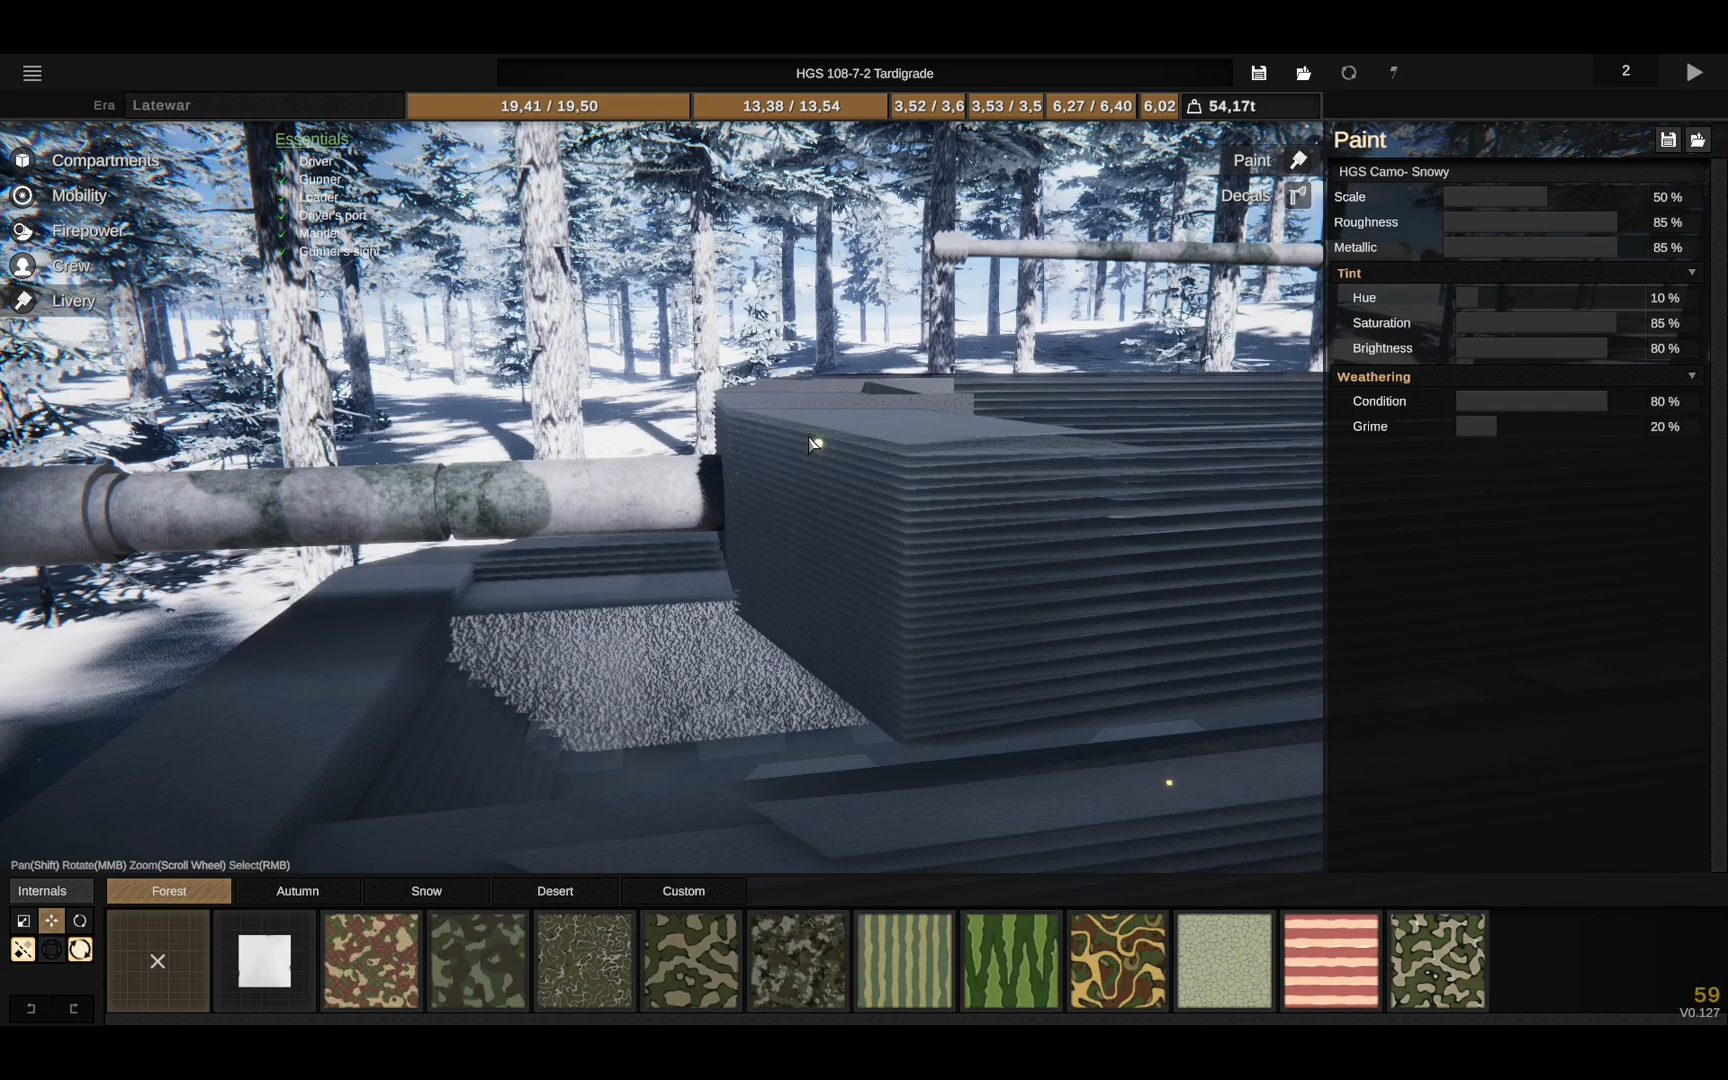 HGS 108-7-2 Tardigrade
2
Era
Latewar
19,41 / 19,50
13,38 / 13,54
3,52 / 3,6
3,53 / 3,5
6,27 / 6,40
6,02
54,17t
Compartments
Mobility
Firepower
Crew
Livery
Essentials
Driver
Gunner
Loader
Driver's port
Mantlet
Gunner's sight
Paint
Decals
Paint
HGS Camo- Snowy
Scale 50 %
Roughness 85 %
Metallic 85 %
Tint
Hue 10 %
Saturation 85 %
Brightness 80 %
Weathering
Condition 80 %
Grime 20 %
Pan(Shift) Rotate(MMB) Zoom(Scroll Wheel) Select(RMB)
Internals
Forest
Autumn
Snow
Desert
Custom
59
V0.127